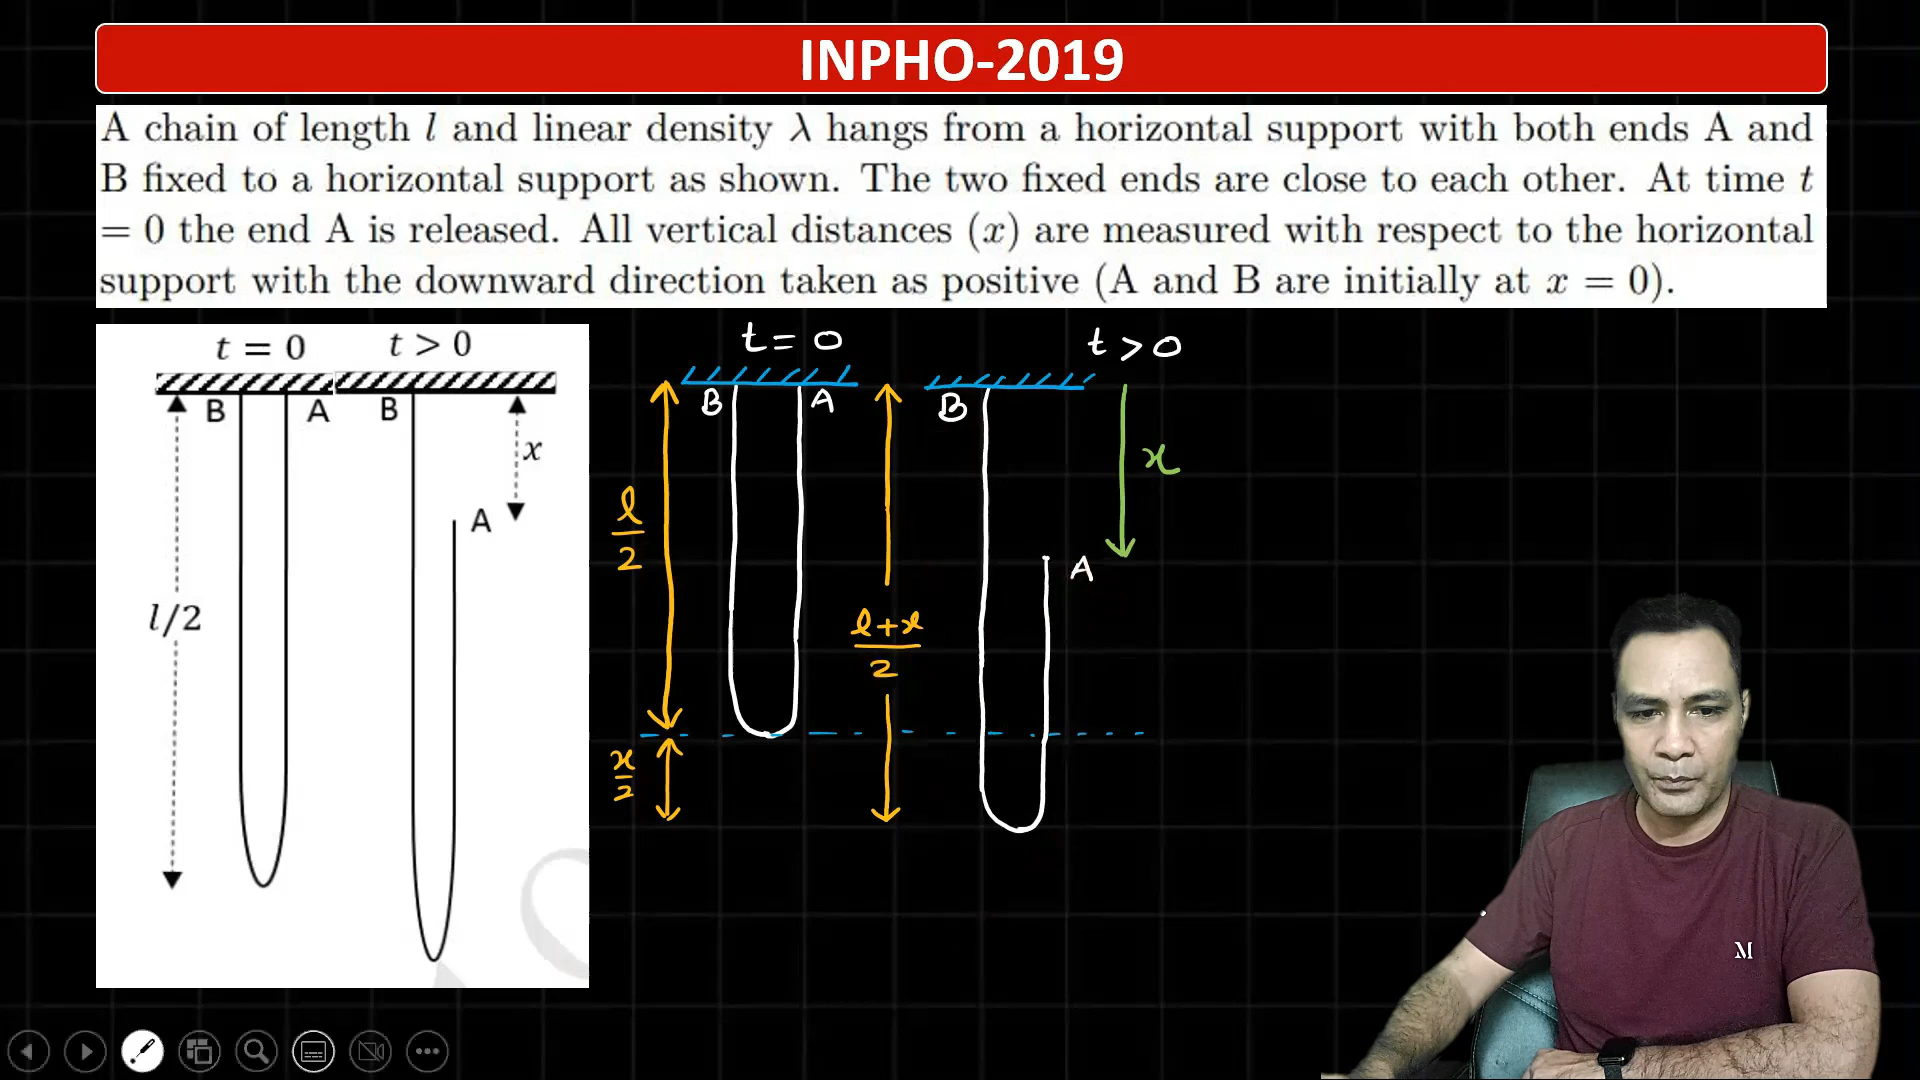 INPHO-2019
A chain of length l and linear density λ hangs from a horizontal support with both ends A and
B fixed to a horizontal support as shown. The two fixed ends are close to each other. At time t
= 0 the end A is released. All vertical distances (x) are measured with respect to the horizontal
support with the downward direction taken as positive (A and B are initially at x = 0).
t = 0 t > 0
B A B
x
A
l/2
t = 0 t > 0
B A B
x
l/2
A
l+x/2
x/2
M